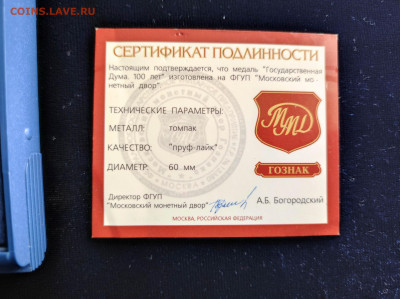 COINS.LAVE.RU
СЕРТИФИКАТ ПОДЛИННОСТИ
Настоящим подтверждается, что медаль "Государственная
Дума. 100 лет" изготовлена на ФГУП "Московский мо-
нетный двор".
ТЕХНИЧЕСКИЕ ПАРАМЕТРЫ:
МЕТАЛЛ: томпак
КАЧЕСТВО: "пруф-лайк"
ДИАМЕТР: 60 мм
ММД
ГОЗНАК
Директор ФГУП
"Московский монетный двор"
А.Б. Богородский
МОСКВА, РОССИЙСКАЯ ФЕДЕРАЦИЯ